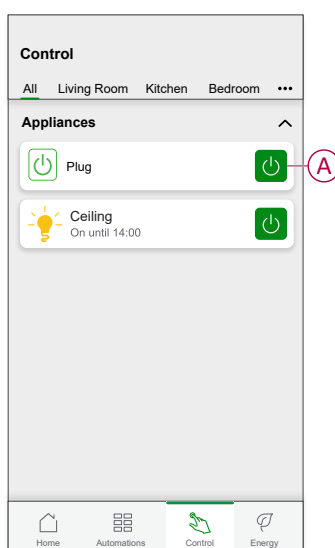 Control
All Living Room Kitchen Bedroom •••
Appliances
Plug
A
Ceiling
On until 14:00
Home Automations Control Energy